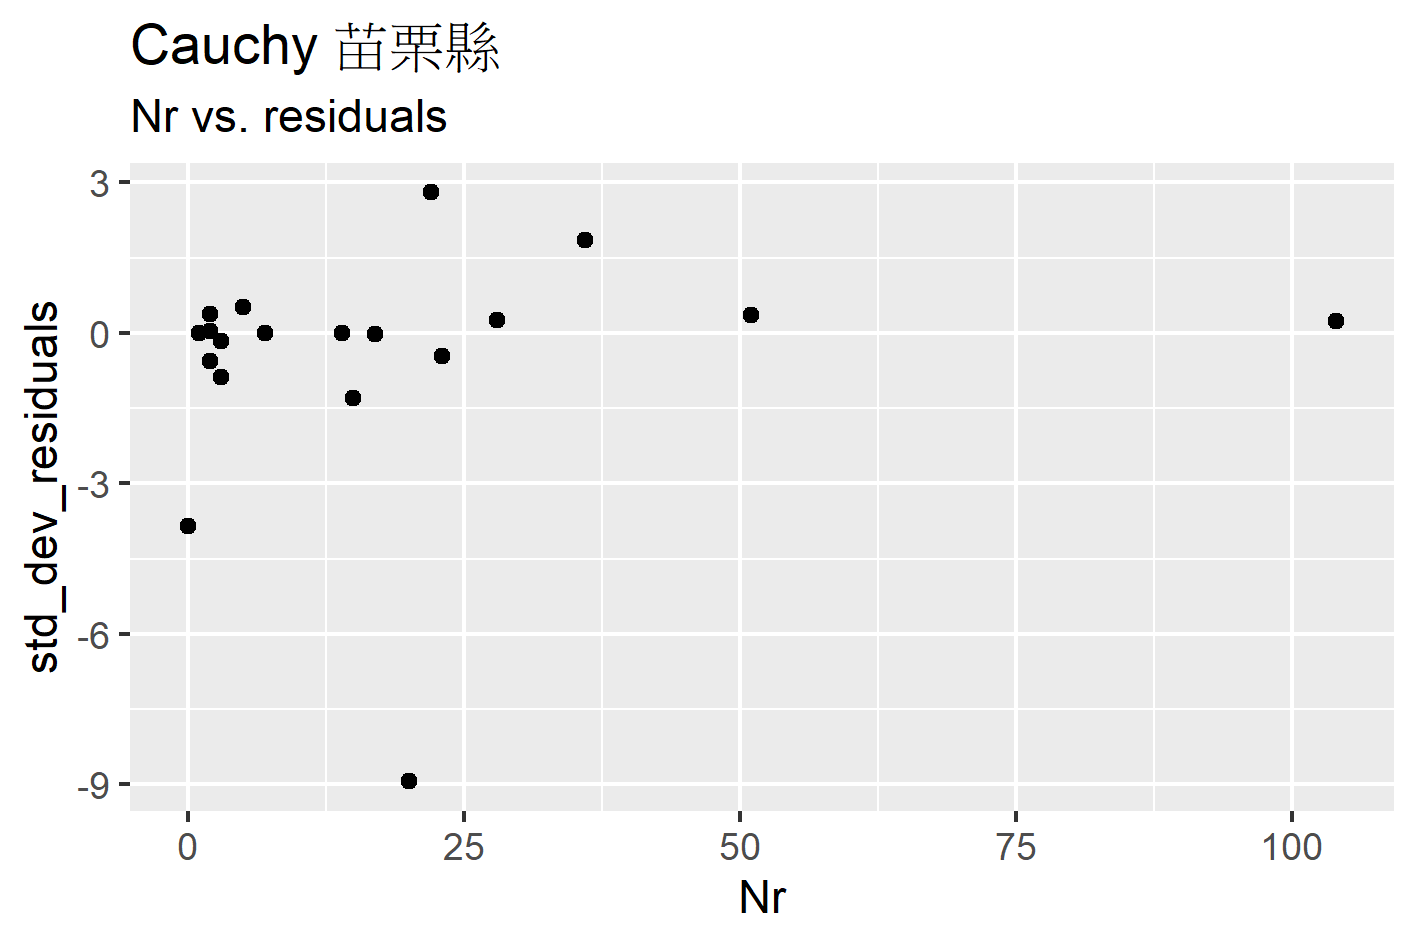 Cauchy 苗栗縣
Nr vs. residuals
3
0
-3
-6
-9
std_dev_residuals
0 25 50 75 100
Nr